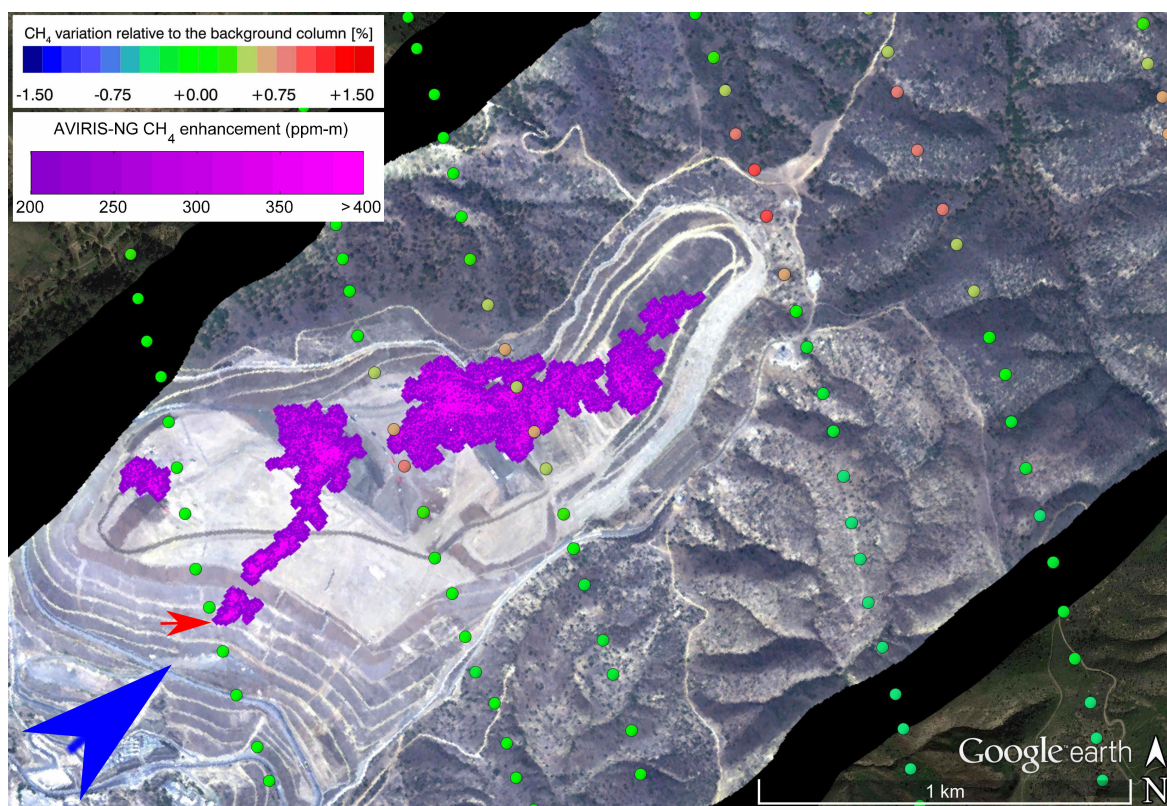 CH4 variation relative to the background column [%]
-1.50 -0.75 +0.00 +0.75 +1.50
AVIRIS-NG CH4 enhancement (ppm-m)
200 250 300 350 >400
Google earth
1 km
N